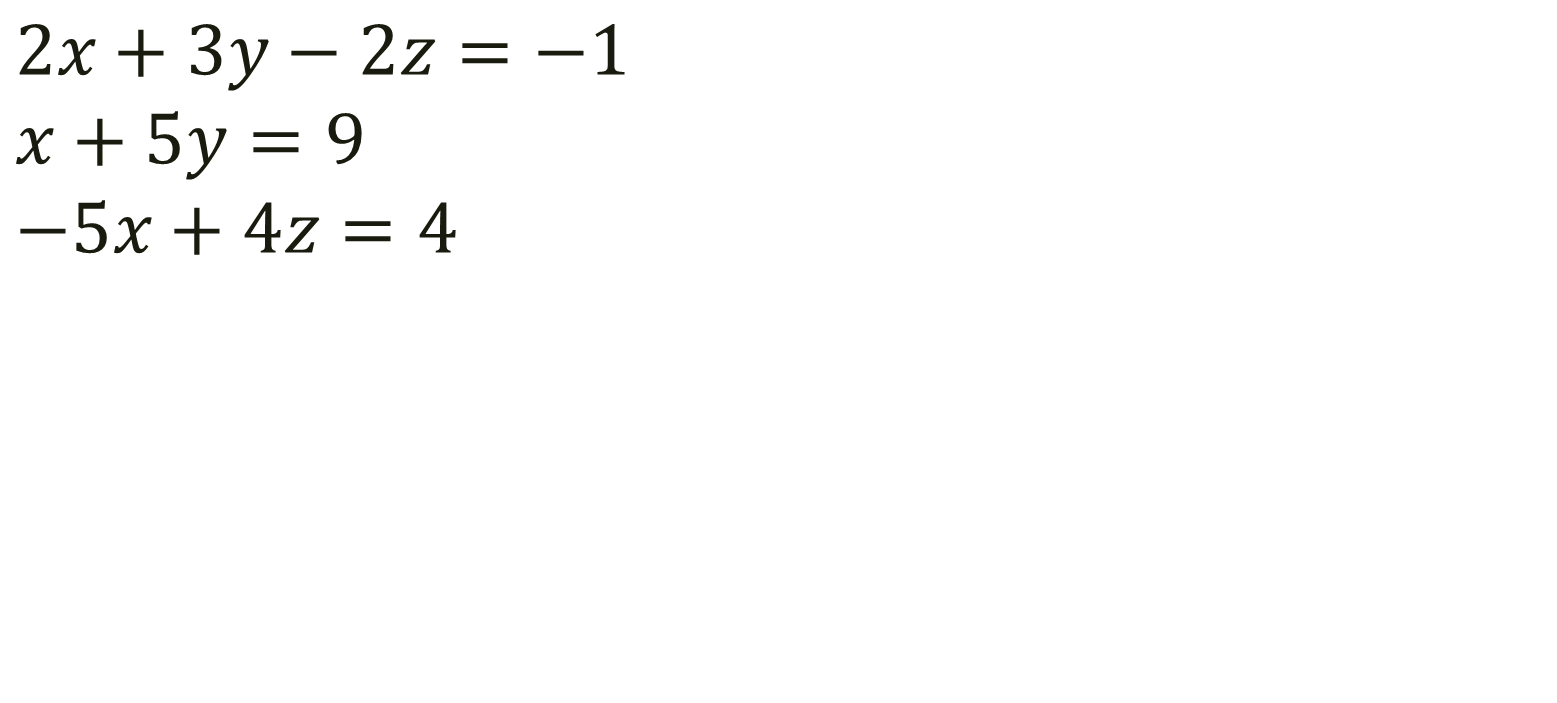 2x + 3y − 2z = −1
x + 5y = 9
−5x + 4z = 4